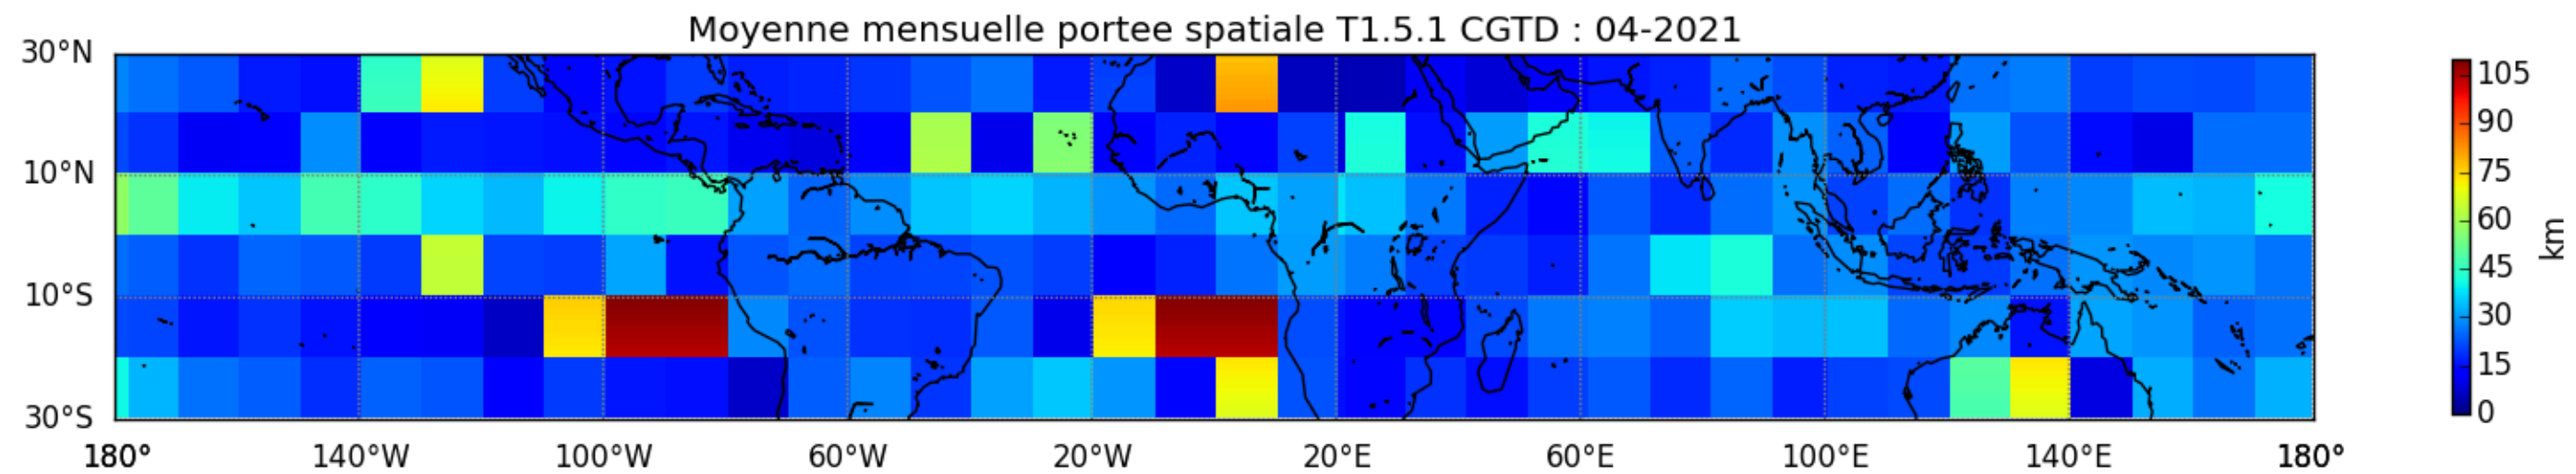 Moyenne mensuelle portee spatiale T1.5.1 CGTD : 04-2021
30°N
10°N
10°S
30°S
180° 140°W 100°W 60°W 20°W 20°E 60°E 100°E 140°E 180°
105
90
75
60
45
30
15
0
km